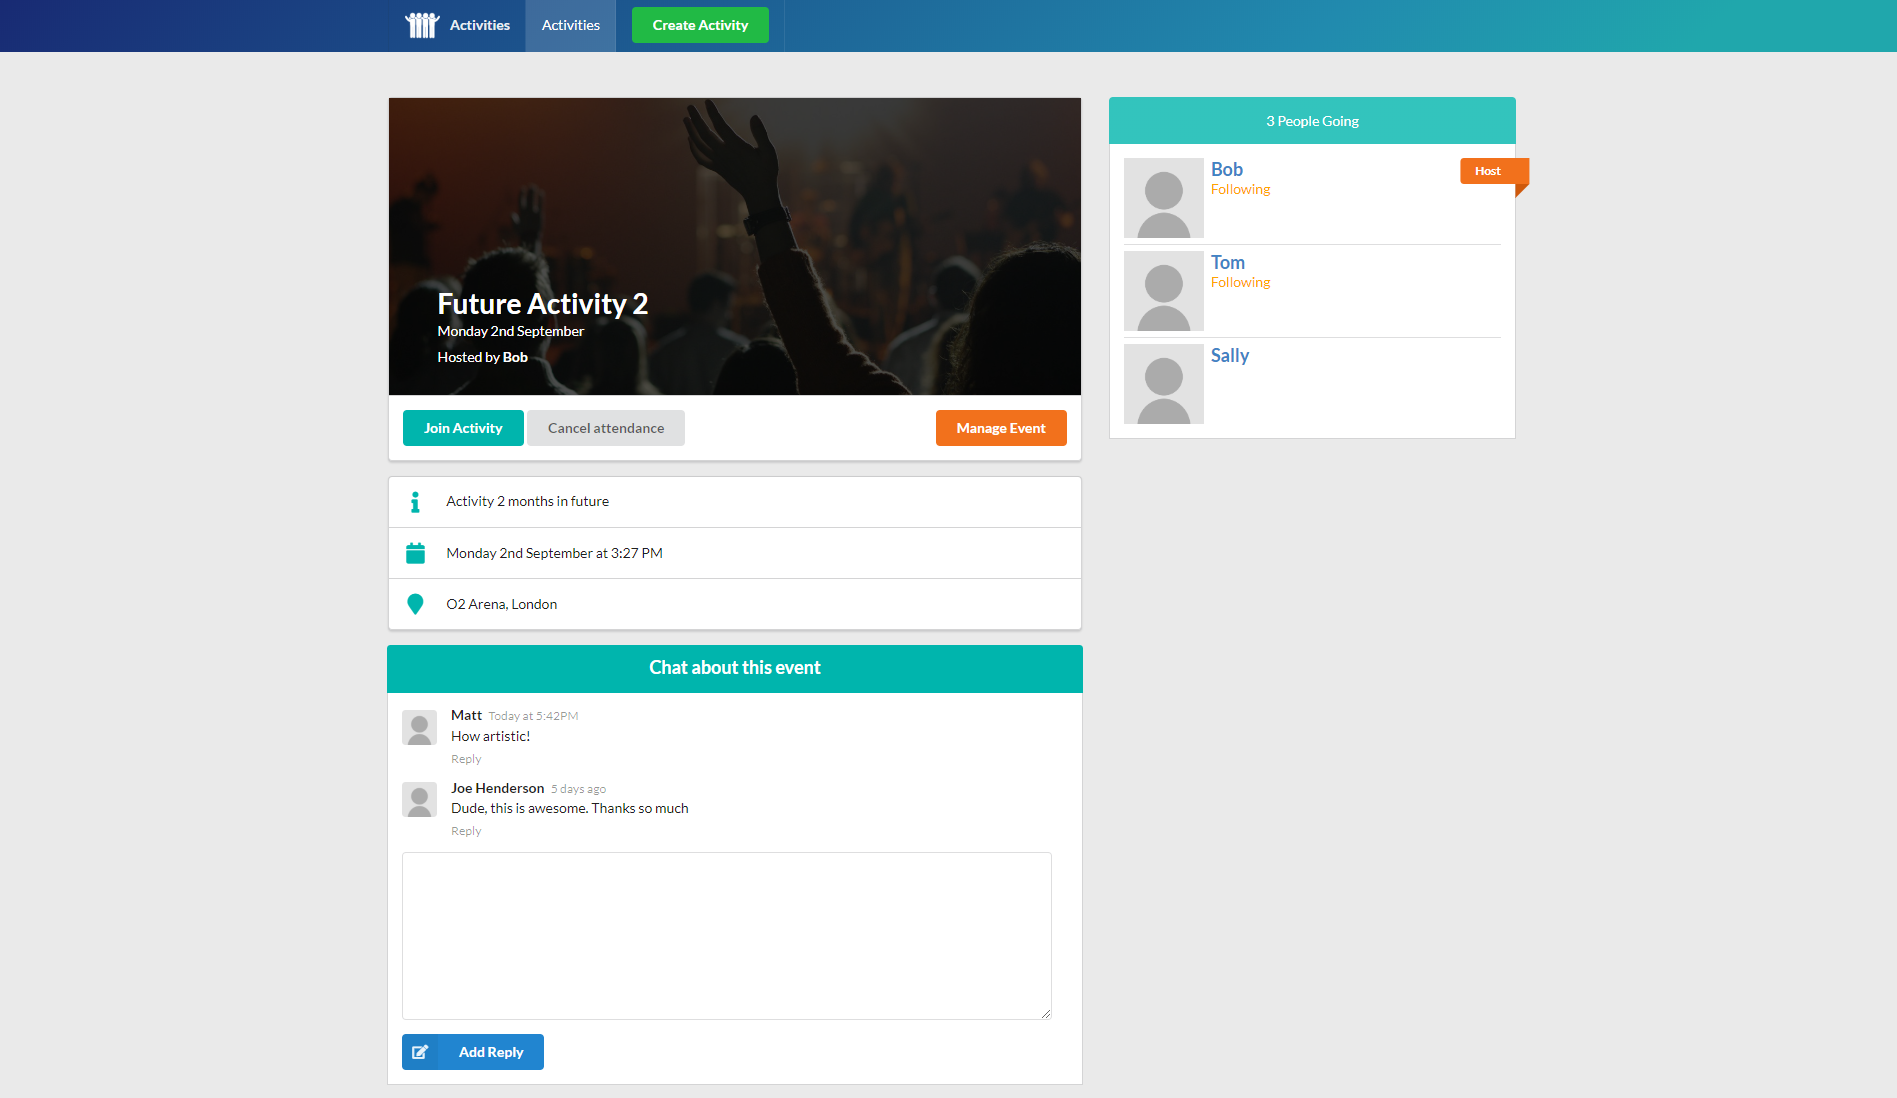 Activities
Activities
Create Activity
Future Activity 2
Monday 2nd September
Hosted by Bob
Join Activity
Cancel attendance
Manage Event
Activity 2 months in future
Monday 2nd September at 3:27 PM
O2 Arena, London
Chat about this event
Matt Today at 5:42PM
How artistic!
Reply
Joe Henderson 5 days ago
Dude, this is awesome. Thanks so much
Reply
Add Reply
3 People Going
Bob
Following
Host
Tom
Following
Sally